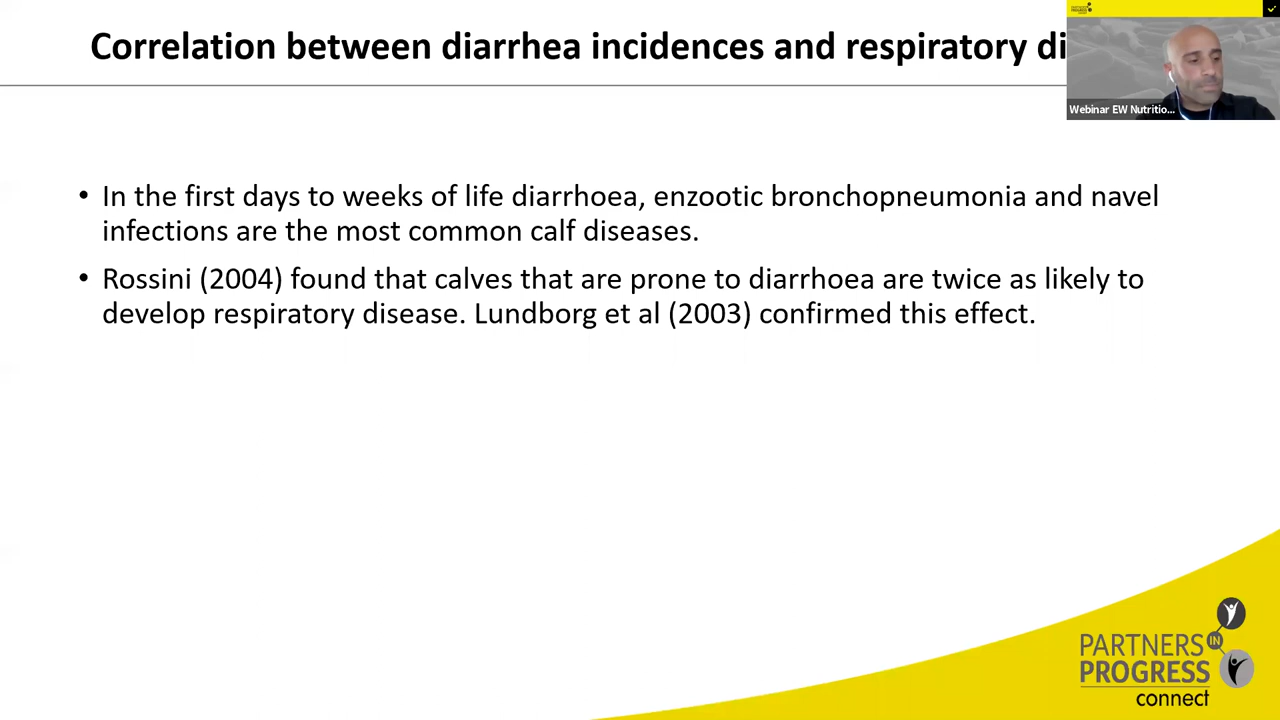 Correlation between diarrhea incidences and respiratory di
Webinar EW Nutritio...
• In the first days to weeks of life diarrhoea, enzootic bronchopneumonia and navel
infections are the most common calf diseases.
• Rossini (2004) found that calves that are prone to diarrhoea are twice as likely to
develop respiratory disease. Lundborg et al (2003) confirmed this effect.
PARTNERS
IN
PROGRESS
connect